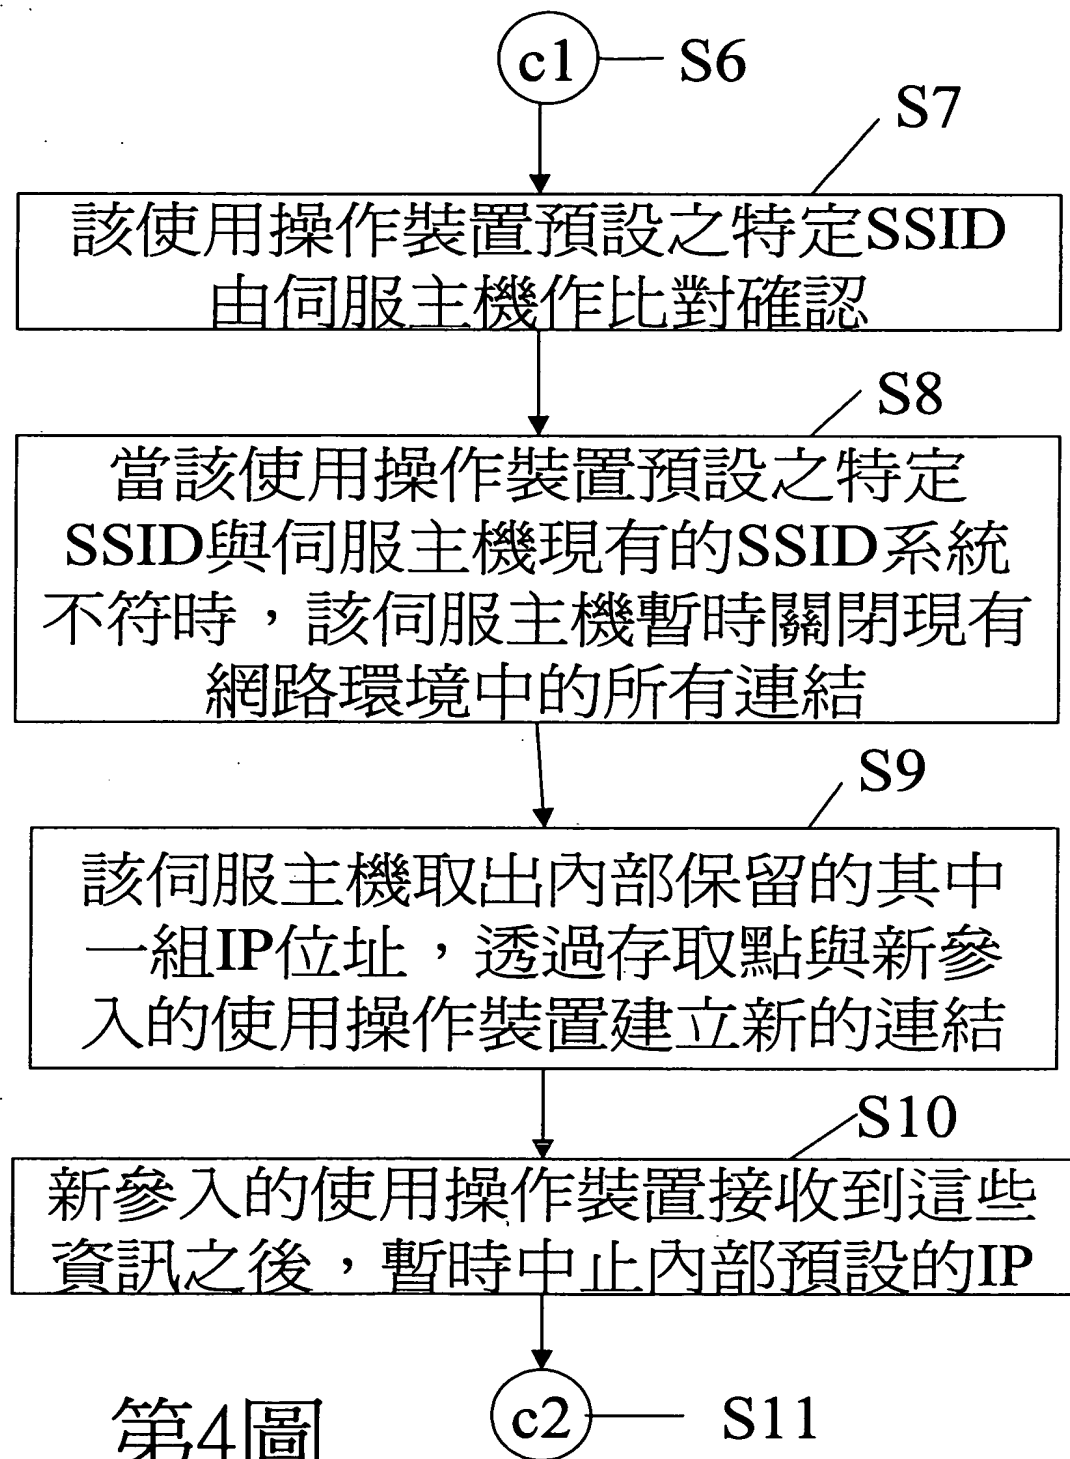 c1 S6
S7
該使用操作裝置預設之特定SSID
由伺服主機作比對確認
S8
當該使用操作裝置預設之特定
SSID與伺服主機現有的SSID系統
不符時，該伺服主機暫時關閉現有
網路環境中的所有連結
S9
該伺服主機取出內部保留的其中
一組IP位址，透過存取點與新參
入的使用操作裝置建立新的連結
S10
新參入的使用操作裝置接收到這些
資訊之後，暫時中止內部預設的IP
c2 S11
第4圖